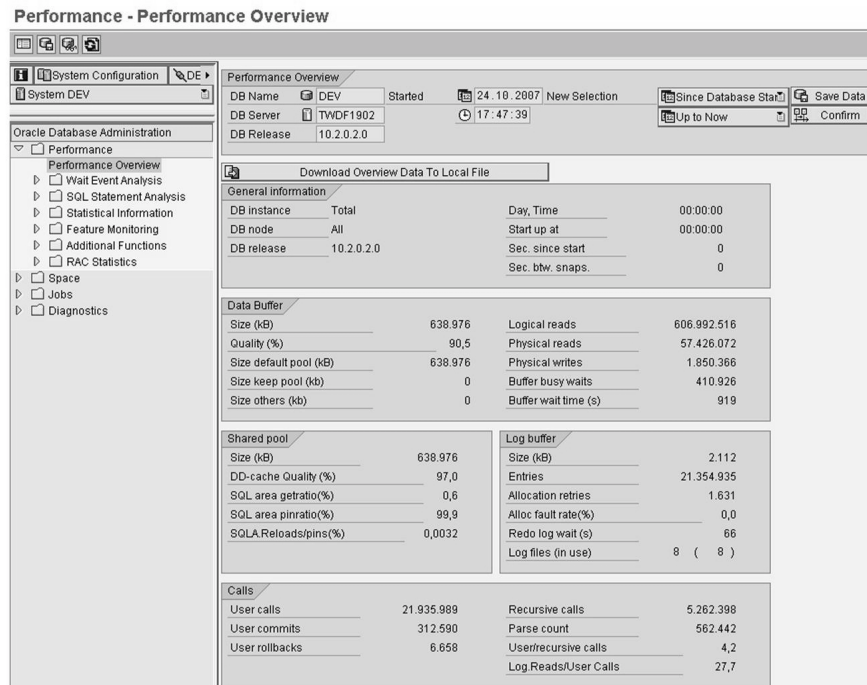 Performance - Performance Overview
System Configuration DE
System DEV
Oracle Database Administration
Performance
Performance Overview
Wait Event Analysis
SQL Statement Analysis
Statistical Information
Feature Monitoring
Additional Functions
RAC Statistics
Space
Jobs
Diagnostics
Performance Overview
DB Name DEV Started 24.10.2007 New Selection Since Database Star Save Data
DB Server TWDF1902 17:47:39 Up to Now Confirm
DB Release 10.2.0.2.0
Download Overview Data To Local File
General information
DB instance Total Day, Time 00:00:00
DB node All Start up at 00:00:00
DB release 10.2.0.2.0 Sec. since start 0
Sec. btw. snaps. 0
Data Buffer
Size (kB) 638.976 Logical reads 606.992.516
Quality (%) 90,5 Physical reads 57.426.072
Size default pool (kB) 638.976 Physical writes 1.850.366
Size keep pool (kb) 0 Buffer busy waits 410.926
Size others (kb) 0 Buffer wait time (s) 919
Shared pool
Size (kB) 638.976
DD-cache Quality (%) 97,0
SQL area getratio(%) 0,6
SQL area pinratio(%) 99,9
SQLA.Reloads/pins(%) 0,0032
Log buffer
Size (kB) 2.112
Entries 21.354.935
Allocation retries 1.631
Alloc fault rate(%) 0,0
Redo log wait (s) 66
Log files (in use) 8 ( 8 )
Calls
User calls 21.935.989 Recursive calls 5.262.398
User commits 312.590 Parse count 562.442
User rollbacks 6.658 User/recursive calls 4,2
Log.Reads/User Calls 27,7